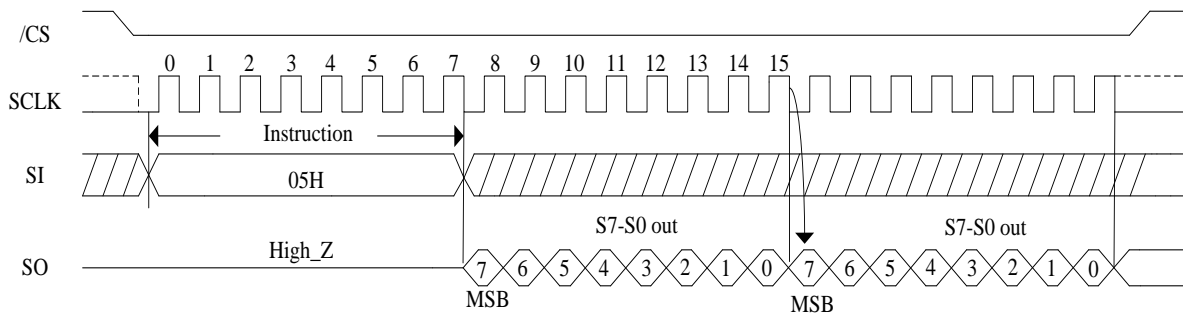 /CS
0 1 2 3 4 5 6 7 8 9 10 11 12 13 14 15
SCLK
Instruction
SI
05H
S7-S0 out
S7-S0 out
High_Z
SO
7 6 5 4 3 2 1 0 7 6 5 4 3 2 1 0
MSB
MSB